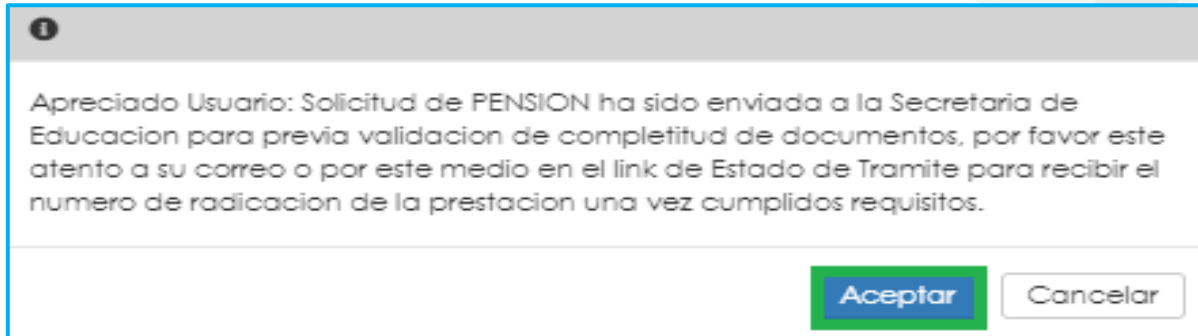 Apreciado Usuario: Solicitud de PENSION ha sido enviada a la Secretaria de
Educacion para previa validacion de completitud de documentos, por favor este
atento a su correo o por este medio en el link de Estado de Tramite para recibir el
numero de radicacion de la prestacion una vez cumplidos requisitos.
Aceptar Cancelar